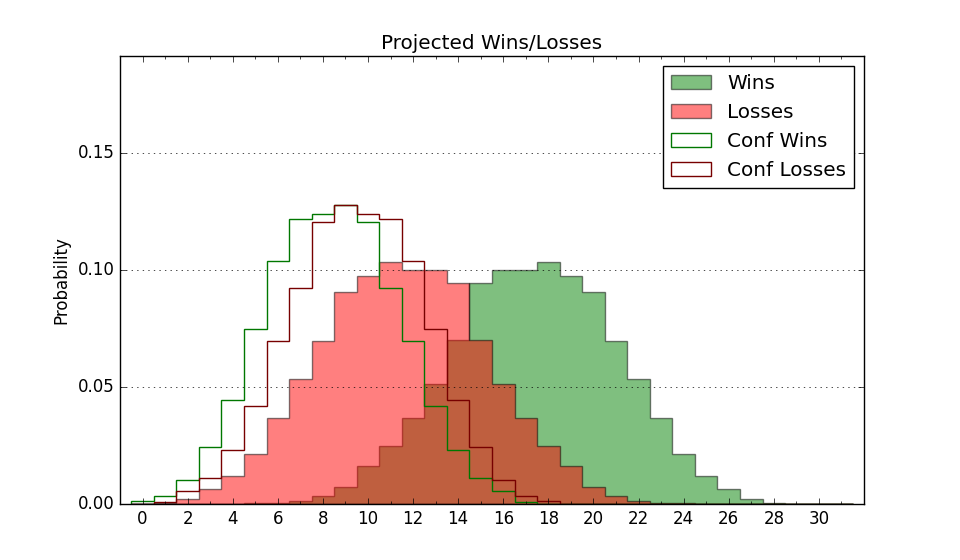 Projected Wins/Losses
Wins
Losses
Conf Wins
Conf Losses
Probability
0.15
0.10
0.05
0.00
0 2 4 6 8 10 12 14 16 18 20 22 24 26 28 30